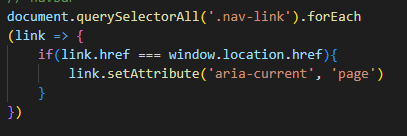 // navbar
document.querySelectorAll('.nav-link').forEach
(link => {
    if(link.href === window.location.href){
        link.setAttribute('aria-current', 'page')
    }
})